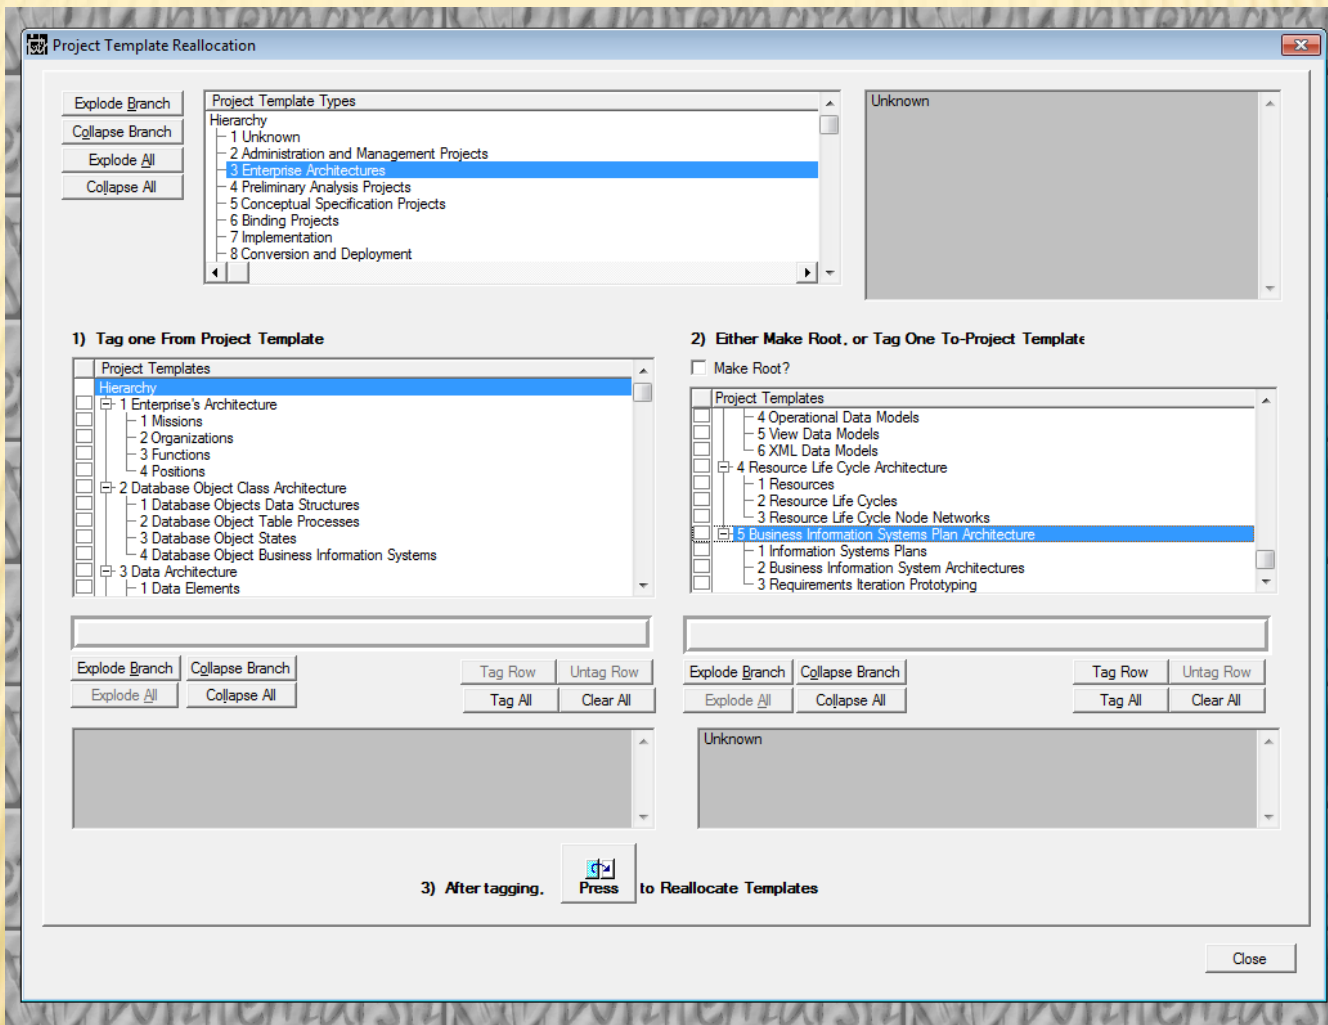 Project Template Reallocation
Explode Branch
Collapse Branch
Explode All
Collapse All
Project Template Types
Hierarchy
1 Unknown
2 Administration and Management Projects
3 Enterprise Architectures
4 Preliminary Analysis Projects
5 Conceptual Specification Projects
6 Binding Projects
7 Implementation
8 Conversion and Deployment
Unknown
1) Tag one From Project Template
Project Templates
Hierarchy
1 Enterprise's Architecture
1 Missions
2 Organizations
3 Functions
4 Positions
2 Database Object Class Architecture
1 Database Objects Data Structures
2 Database Object Table Processes
3 Database Object States
4 Database Object Business Information Systems
3 Data Architecture
1 Data Elements
Explode Branch Collapse Branch Tag Row Untag Row
Explode All Collapse All Tag All Clear All
2) Either Make Root, or Tag One To-Project Template
Make Root?
Project Templates
4 Operational Data Models
5 View Data Models
6 XML Data Models
4 Resource Life Cycle Architecture
1 Resources
2 Resource Life Cycles
3 Resource Life Cycle Node Networks
5 Business Information Systems Plan Architecture
1 Information Systems Plans
2 Business Information System Architectures
3 Requirements Iteration Prototyping
Explode Branch Collapse Branch Tag Row Untag Row
Explode All Collapse All Tag All Clear All
Unknown
3) After tagging, Press to Reallocate Templates
Close